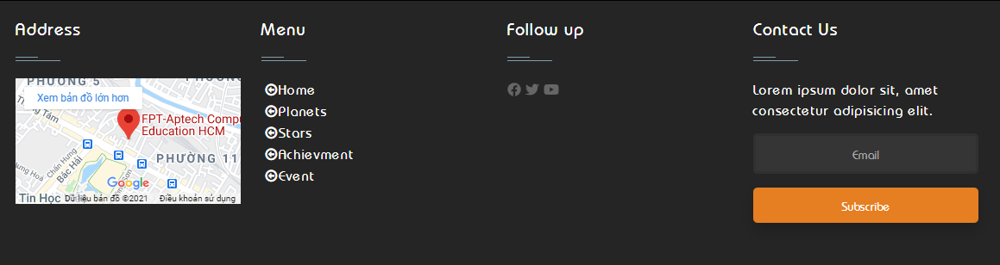 Address
PHƯỜNG 5
Xem bản đồ lớn hơn
Tổng Tám
FPT-Aptech Compu
Education HCM
PHƯỜNG 11
Chấn Hưng
Bắc Hải
Google
Tin Học
Dữ liệu bản đồ ©2021 Điều khoản sử dụng
Menu
Home
Planets
Stars
Achievment
Event
Follow up
Contact Us
Lorem ipsum dolor sit, amet
consectetur adipisicing elit.
Email
Subscribe